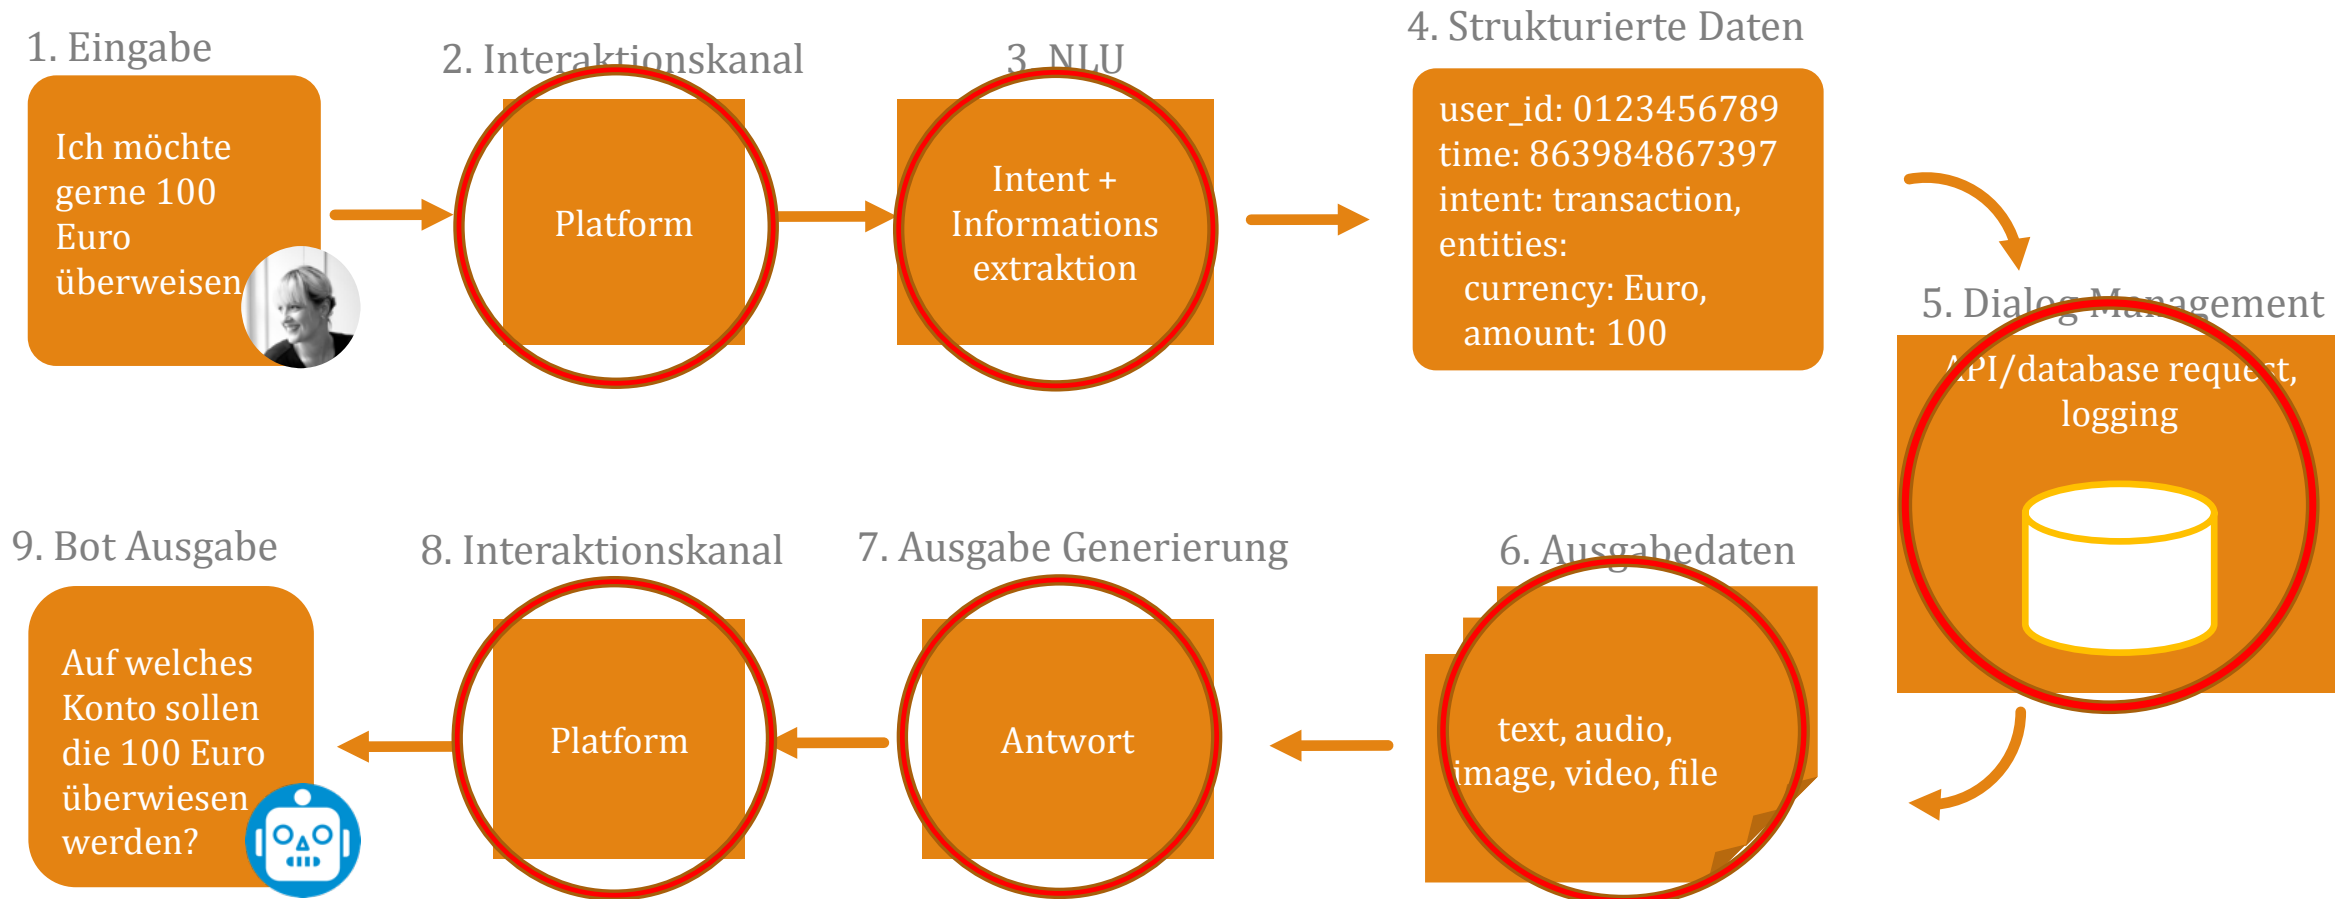 1. Eingabe
Ich möchte
gerne 100
Euro
überweisen
2. Interaktionskanal
Platform
3. NLU
Intent +
Informations
extraktion
4. Strukturierte Daten
user_id: 0123456789
time: 863984867397
intent: transaction,
entities:
currency: Euro,
amount: 100
5. Dialog Management
API/database request,
logging
6. Ausgabedaten
text, audio,
image, video, file
7. Ausgabe Generierung
Antwort
8. Interaktionskanal
Platform
9. Bot Ausgabe
Auf welches
Konto sollen
die 100 Euro
überwiesen
werden?